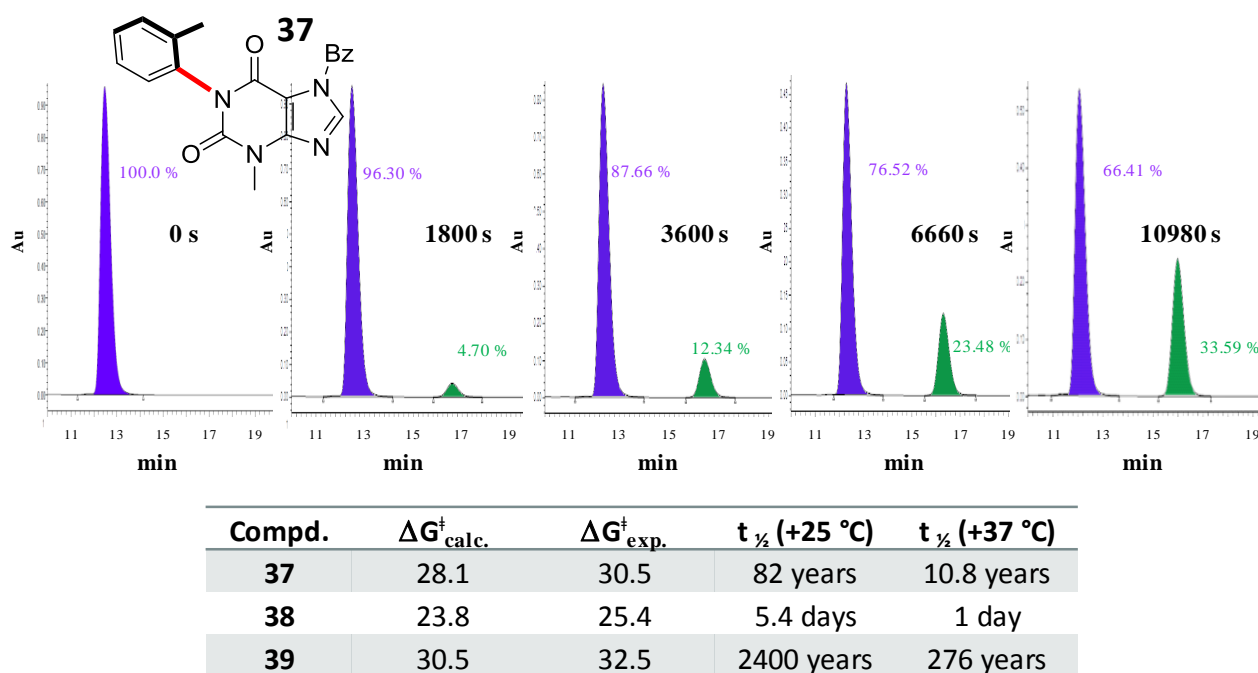 37
Bz
O
N
N
O
N
N
100.0 %
96.30 %
87.66 %
76.52 %
66.41 %
0 s
1800 s
3600 s
6660 s
10980 s
Au
Au
Au
Au
4.70 %
12.34 %
23.48 %
33.59 %
11 13 15 17 19
11 13 15 17 19
11 13 15 17 19
11 13 15 17 19
11 13 15 17 19
min
min
min
min
min
Compd. ΔG‡calc. ΔG‡exp. t ½ (+25 °C) t ½ (+37 °C)
37 28.1 30.5 82 years 10.8 years
38 23.8 25.4 5.4 days 1 day
39 30.5 32.5 2400 years 276 years